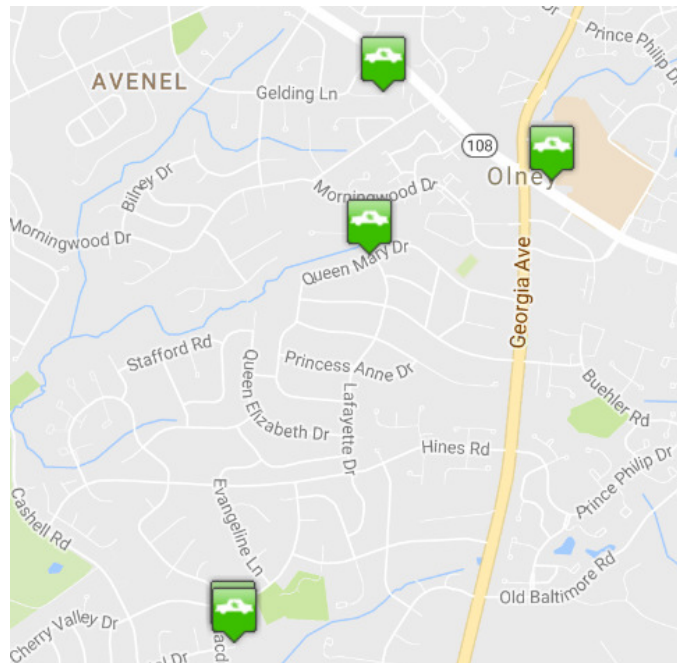 Prince Philip Dr
AVENEL
Gelding Ln
108
Olney
Bilney Dr
Morningwood Dr
Morningwood Dr
Queen Mary Dr
Georgia Ave
Stafford Rd
Queen Elizabeth Dr
Princess Anne Dr
Lafayette Dr
Buehler Rd
Hines Rd
Prince Philip Dr
Evangeline Ln
Cashell Rd
Old Baltimore Rd
Cherry Valley Dr
Dr